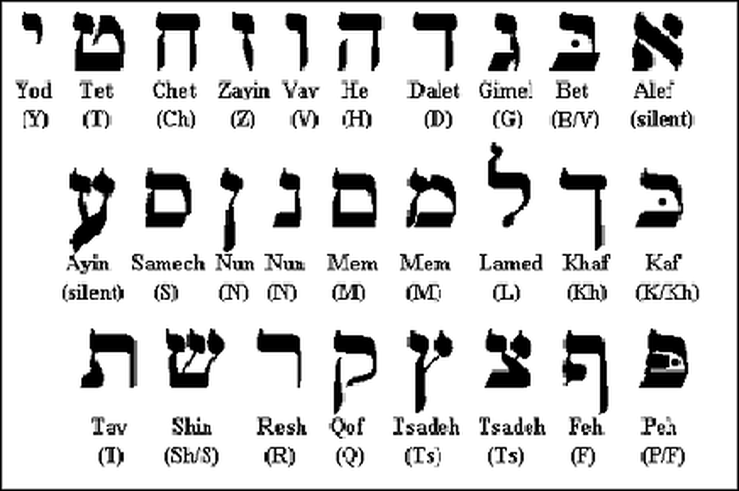 א בּ ג ד ה ו ז ח ט י
Yod Tet Chet Zayin Vav He Dalet Gimel Bet Alef
(Y) (T) (Ch) (Z) (V) (H) (D) (G) (B/V) (silent)
כּ ך ל מ ם נ ן ס ע
Ayin Samech Nun Nun Mem Mem Lamed Khaf Kaf
(silent) (S) (N) (N) (M) (M) (L) (Kh) (K/Kh)
פּ ף צ ץ ק ר ש ת
Tav Shin Resh Qof Tsadeh Tsadeh Feh Peh
(T) (Sh/S) (R) (Q) (Ts) (Ts) (F) (P/F)